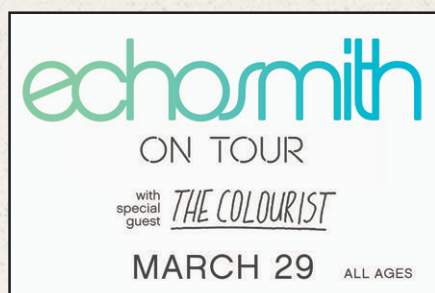 echosmith
ON TOUR
with special guest THE COLOURIST
MARCH 29 ALL AGES